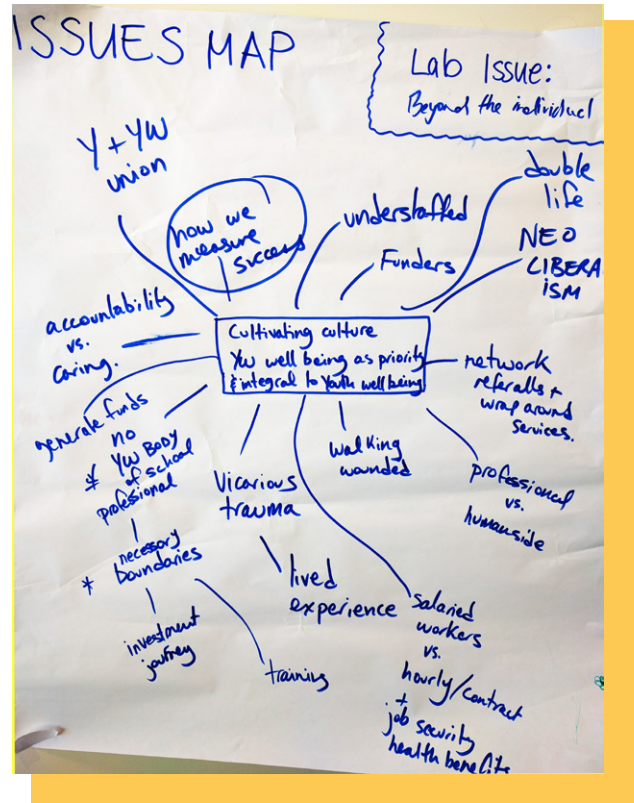 ISSUES MAP
Lab Issue:
Beyond the individual
Y + YW
union
how we
measure
success
understaffed
Funders
double
life
NEO
LIBERA
ISM
accountability
vs.
caring.
Cultivating culture
YW well being as priority
& integral to Youth well being
network
referalls +
wrap around
services.
generate funds
no
* YW BODY
of school
professional
Vicarious
trauma
walking
wounded
professional
vs.
humanside
* necessary
boundaries
lived
experience
salaried
workers
vs.
hourly/contract
+
job security
health benefits
investment
journey
training